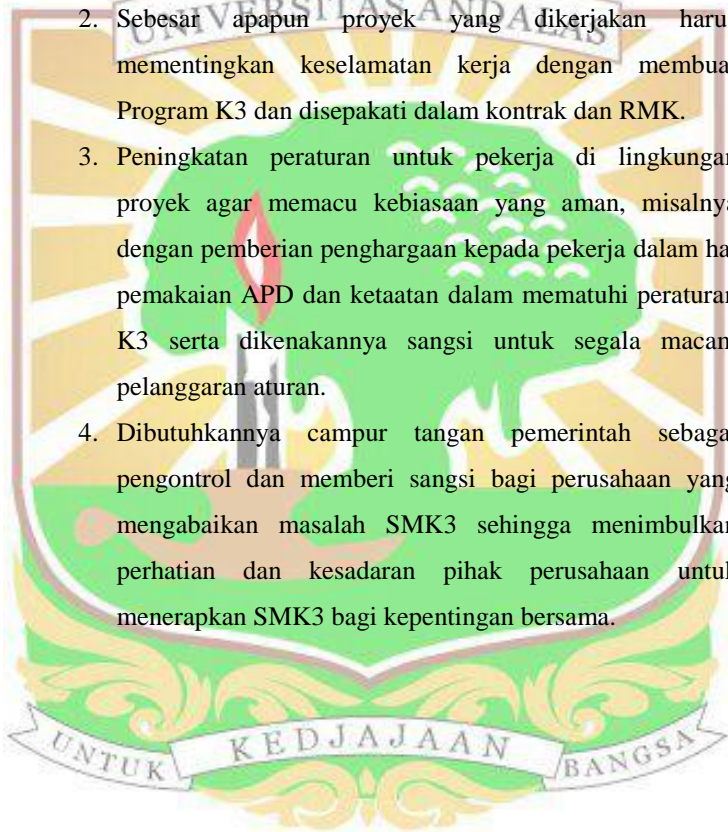 UNIVERSITAS ANDALAS
2. Sebesar apapun proyek yang dikerjakan haru
mementingkan keselamatan kerja dengan membua
Program K3 dan disepakati dalam kontrak dan RMK.
3. Peningkatan peraturan untuk pekerja di lingkungan
proyek agar memacu kebiasaan yang aman, misalnya
dengan pemberian penghargaan kepada pekerja dalam ha
pemakaian APD dan ketaatan dalam mematuhi peraturan
K3 serta dikenakannya sangsi untuk segala macam
pelanggaran aturan.
4. Dibutuhkannya campur tangan pemerintah sebaga
pengontrol dan memberi sangsi bagi perusahaan yang
mengabaikan masalah SMK3 sehingga menimbulkan
perhatian dan kesadaran pihak perusahaan untuk
menerapkan SMK3 bagi kepentingan bersama.
UNTUK KEDJAJAAN BANGSA